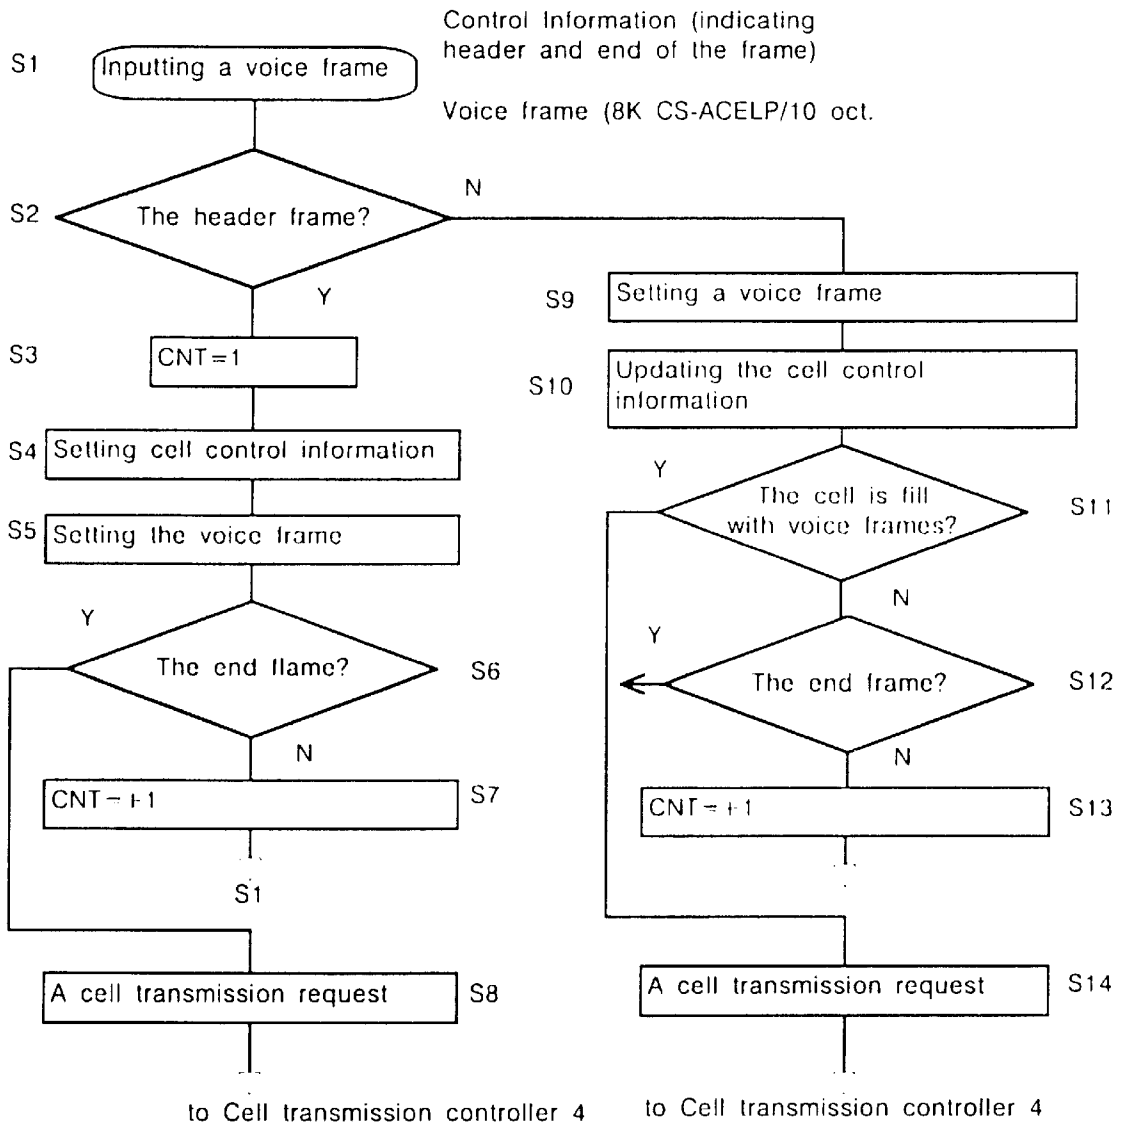 Control Information (indicating
header and end of the frame)
S1
Inputting a voice frame
Voice frame (8K CS-ACELP/10 oct.
S2
The header frame?
N
Y
S3
CNT=1
S4
Setting cell control information
S5
Setting the voice frame
Y
The end flame?
S6
N
CNT=+1
S7
S1
A cell transmission request
S8
to Cell transmission controller 4
S9
Setting a voice frame
S10
Updating the cell control
information
Y
The cell is fill
with voice frames?
S11
N
Y
The end frame?
S12
N
CNT=+1
S13
A cell transmission request
S14
to Cell transmission controller 4